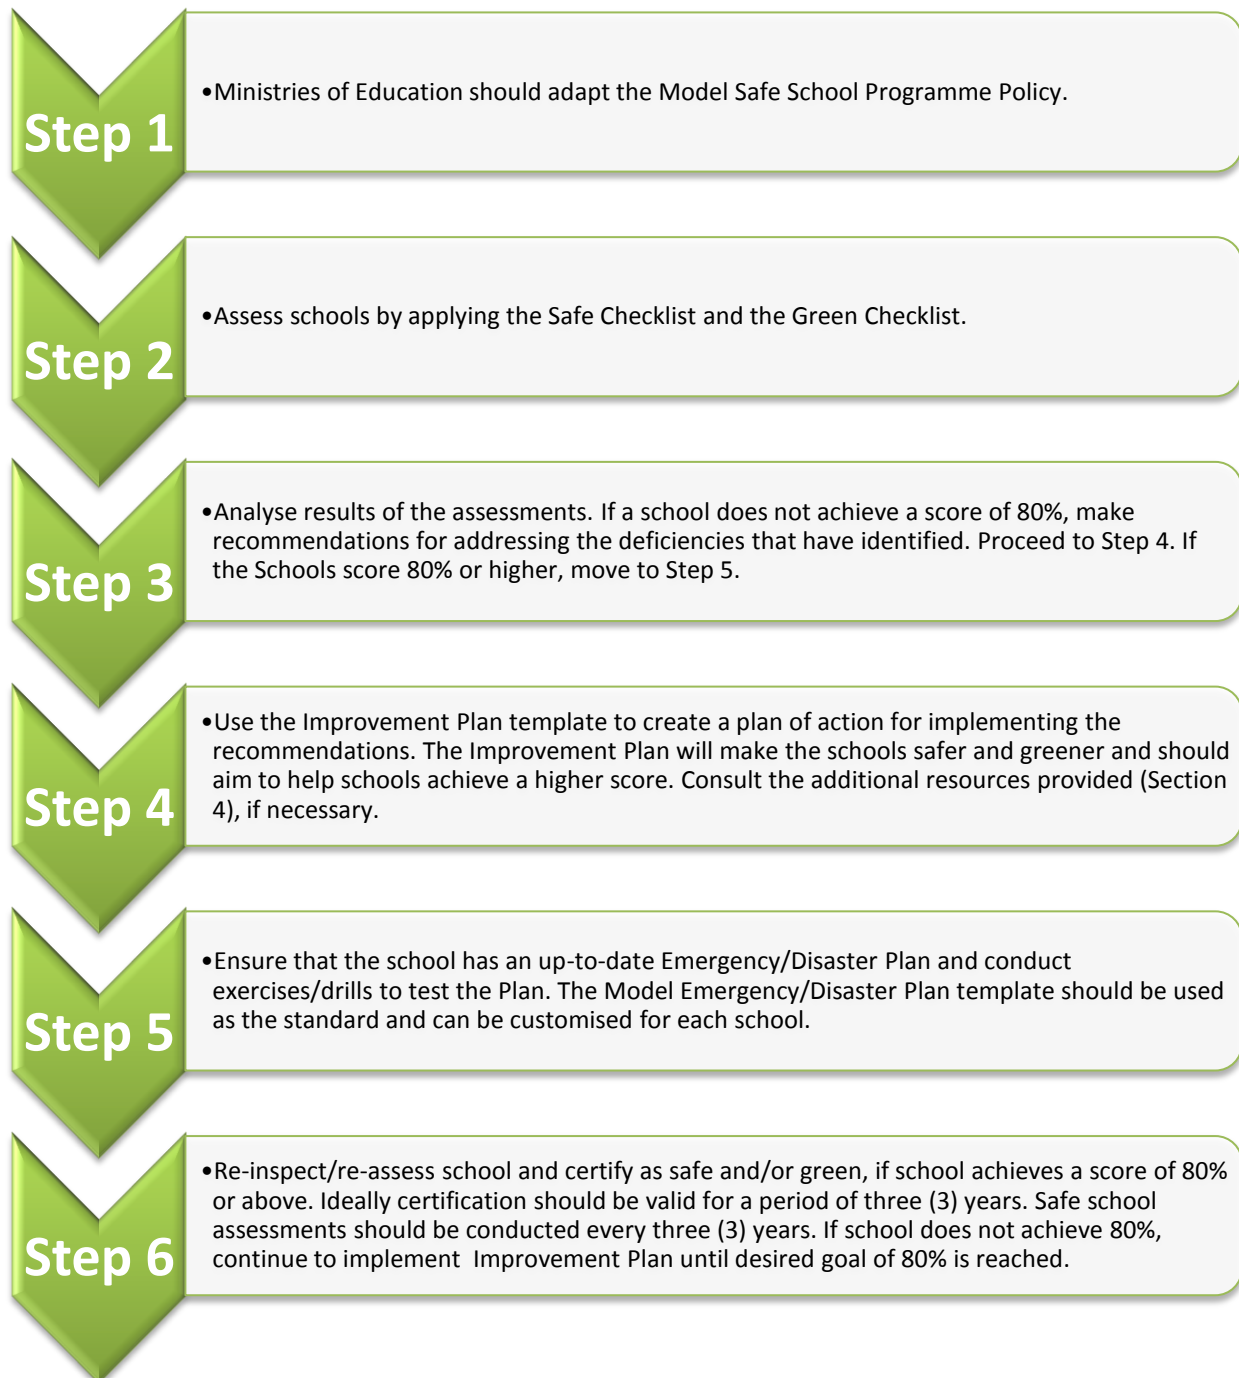 Step 1
•Ministries of Education should adapt the Model Safe School Programme Policy.
Step 2
•Assess schools by applying the Safe Checklist and the Green Checklist.
Step 3
•Analyse results of the assessments. If a school does not achieve a score of 80%, make
recommendations for addressing the deficiencies that have identified. Proceed to Step 4. If
the Schools score 80% or higher, move to Step 5.
Step 4
•Use the Improvement Plan template to create a plan of action for implementing the
recommendations. The Improvement Plan will make the schools safer and greener and should
aim to help schools achieve a higher score. Consult the additional resources provided (Section
4), if necessary.
Step 5
•Ensure that the school has an up-to-date Emergency/Disaster Plan and conduct
exercises/drills to test the Plan. The Model Emergency/Disaster Plan template should be used
as the standard and can be customised for each school.
Step 6
•Re-inspect/re-assess school and certify as safe and/or green, if school achieves a score of 80%
or above. Ideally certification should be valid for a period of three (3) years. Safe school
assessments should be conducted every three (3) years. If school does not achieve 80%,
continue to implement  Improvement Plan until desired goal of 80% is reached.